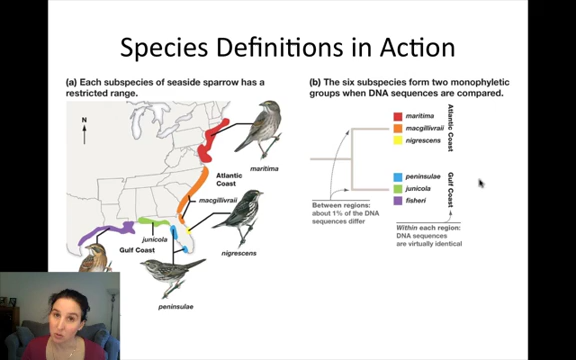 Species Definitions in Action
(a) Each subspecies of seaside sparrow has a
restricted range.
N
maritima
Atlantic
Coast
macgillivraii
nigrescens
junicola
Gulf Coast
peninsulae
(b) The six subspecies form two monophyletic
groups when DNA sequences are compared.
maritima
macgillivraii
nigrescens
Atlantic Coast
peninsulae
junicola
fisheri
Gulf Coast
Between regions:
about 1% of the DNA
sequences differ
Within each region:
DNA sequences
are virtually identical